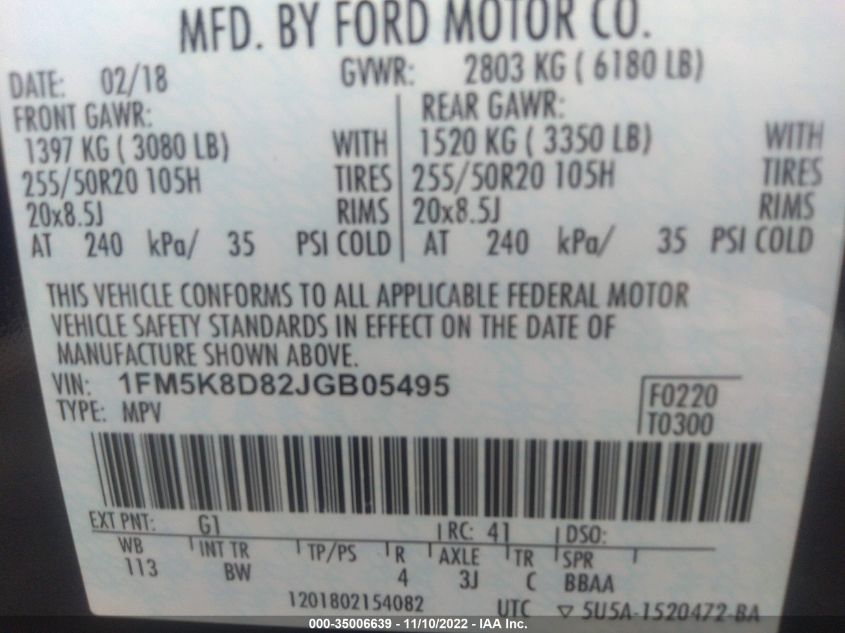 MFD. BY FORD MOTOR CO.
DATE: 02/18 GVWR: 2803 KG ( 6180 LB)
FRONT GAWR: REAR GAWR:
1397 KG ( 3080 LB) WITH 1520 KG ( 3350 LB) WITH
255/50R20 105H TIRES 255/50R20 105H TIRES
20x8.5J RIMS 20x8.5J RIMS
AT 240 kPa/ 35 PSI COLD AT 240 kPa/ 35 PSI COLD
THIS VEHICLE CONFORMS TO ALL APPLICABLE FEDERAL MOTOR
VEHICLE SAFETY STANDARDS IN EFFECT ON THE DATE OF
MANUFACTURE SHOWN ABOVE.
VIN: 1FM5K8D82JGB05495
TYPE: MPV
F0220
T0300
EXT PNT: G1 RC: 41 DSO:
WB INT TR TP/PS R AXLE TR SPR
113 BW 4 3J C BBAA
1201802154082 UTC ▽ 5U5A-1520472-BA
000-35006639 - 11/10/2022 - IAA Inc.